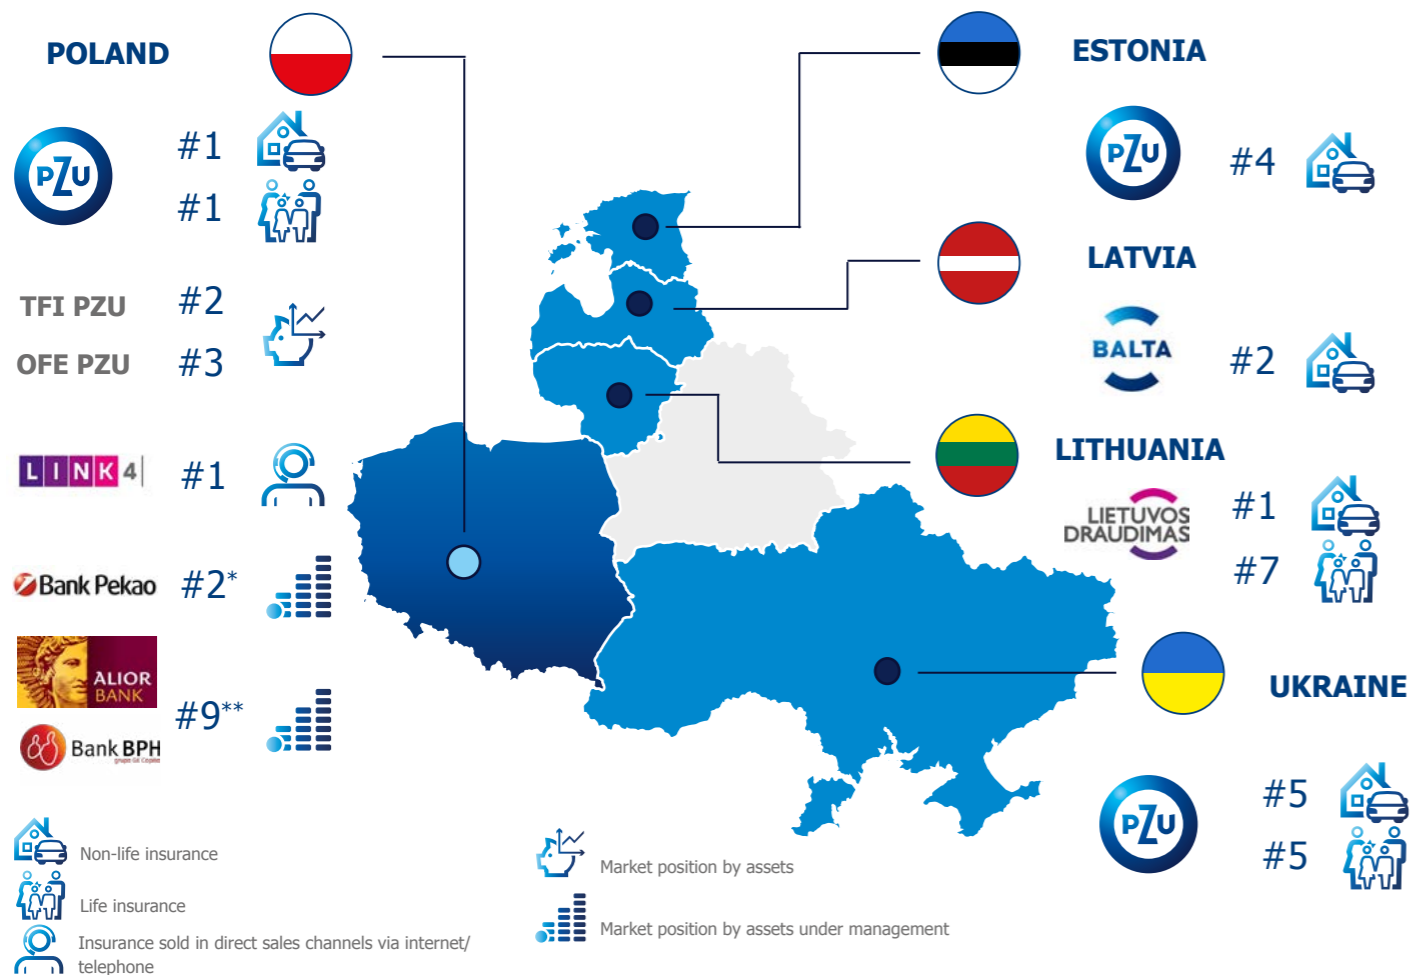 POLAND
PZU
#1
#1
TFI PZU
#2
OFE PZU
#3
LINK4
#1
Bank Pekao
#2*
ALIOR
BANK
#9**
Bank BPH
grupa GE Capital
ESTONIA
PZU
#4
LATVIA
BALTA
#2
LITHUANIA
LIETUVOS
DRAUDIMAS
#1
#7
UKRAINE
PZU
#5
#5
Non-life insurance
Life insurance
Insurance sold in direct sales channels via internet/
telephone
Market position by assets
Market position by assets under management